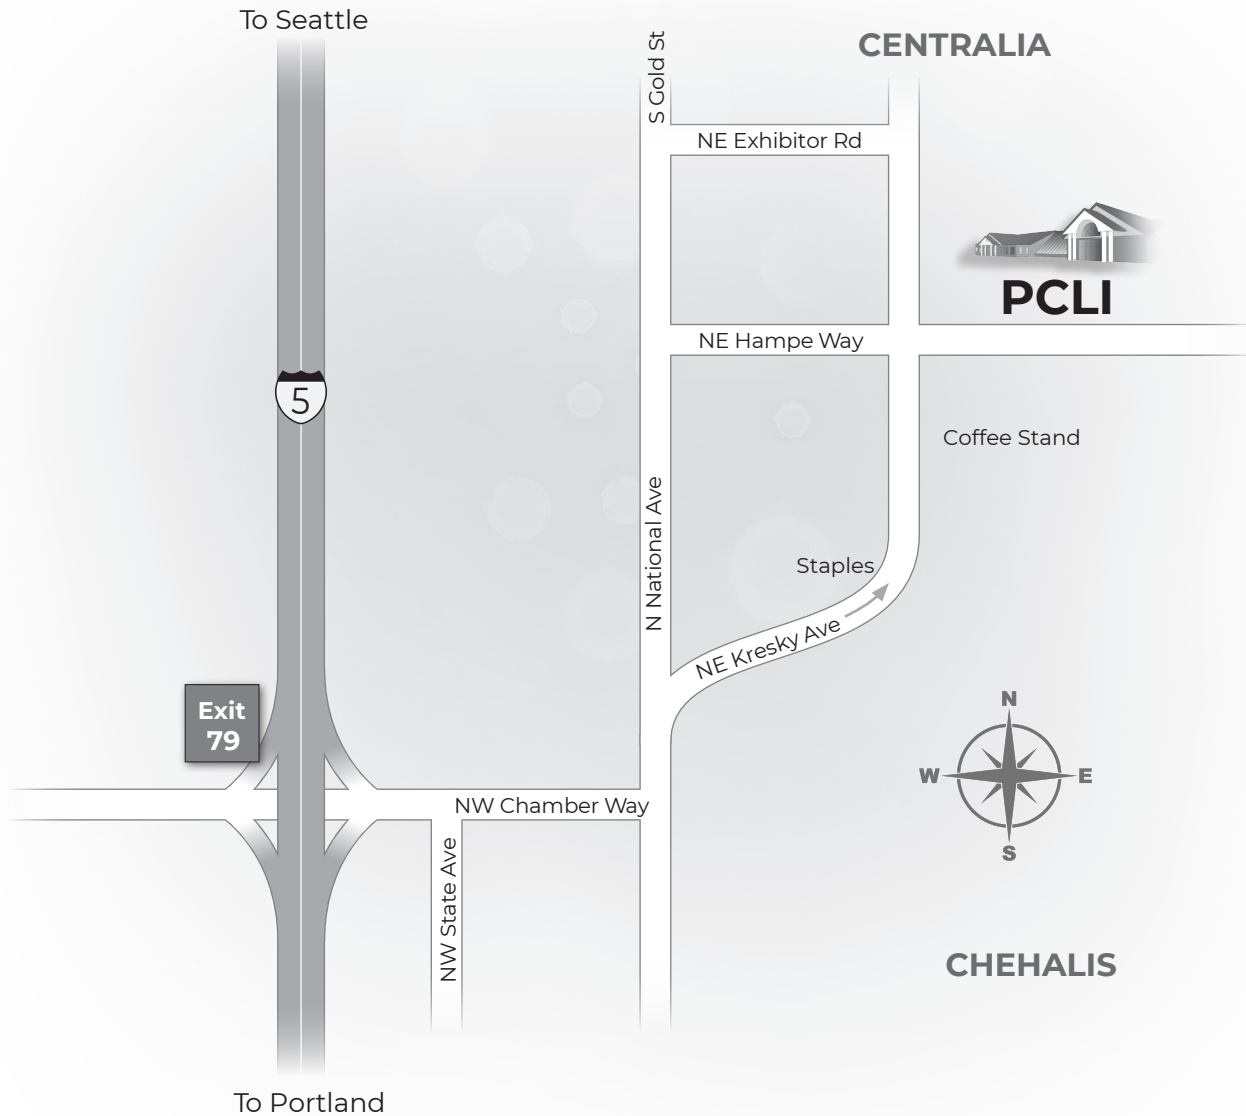 To Seattle
S Gold St
CENTRALIA
NE Exhibitor Rd
PCLI
NE Hampe Way
5
Coffee Stand
N National Ave
Staples
NE Kresky Ave
Exit
79
N
W
E
S
NW Chamber Way
NW State Ave
CHEHALIS
To Portland